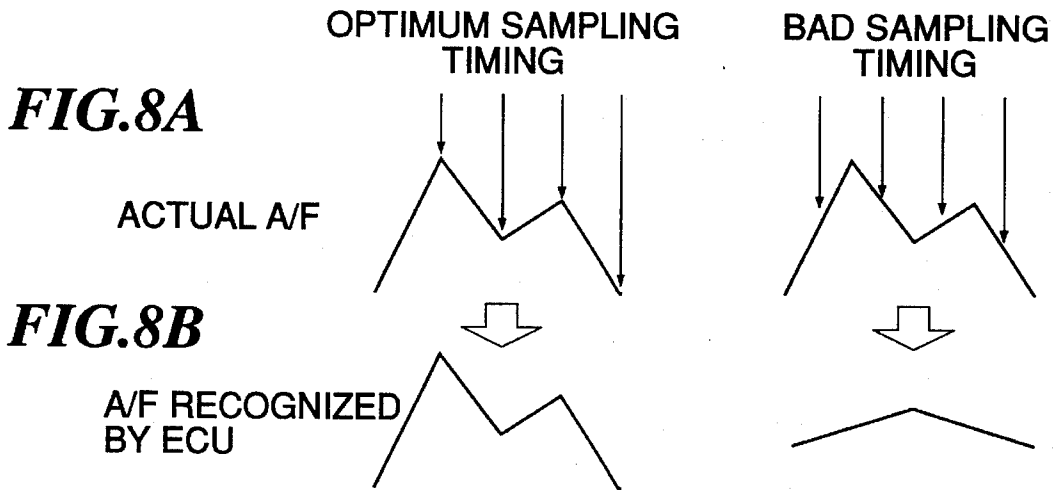 OPTIMUM SAMPLING
TIMING
BAD SAMPLING
TIMING
FIG.8A
ACTUAL A/F
FIG.8B
A/F RECOGNIZED
BY ECU